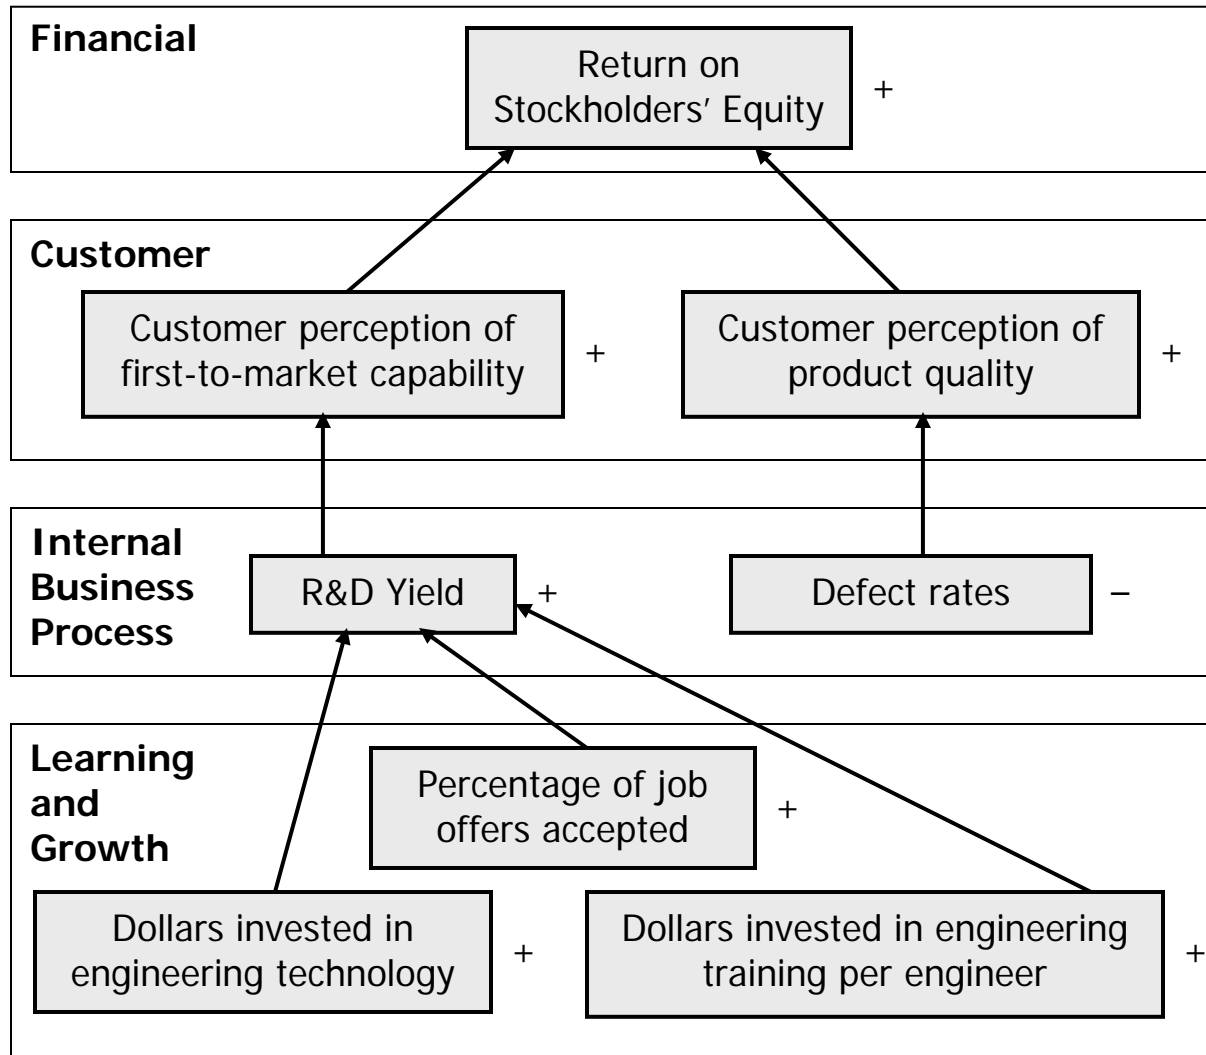 Financial
Return on
Stockholders’ Equity
+
Customer
Customer perception of
first-to-market capability
+
Customer perception of
product quality
+
Internal
Business
Process
R&D Yield
+
Defect rates
−
Learning
and
Growth
Percentage of job
offers accepted
+
Dollars invested in
engineering technology
+
Dollars invested in engineering
training per engineer
+